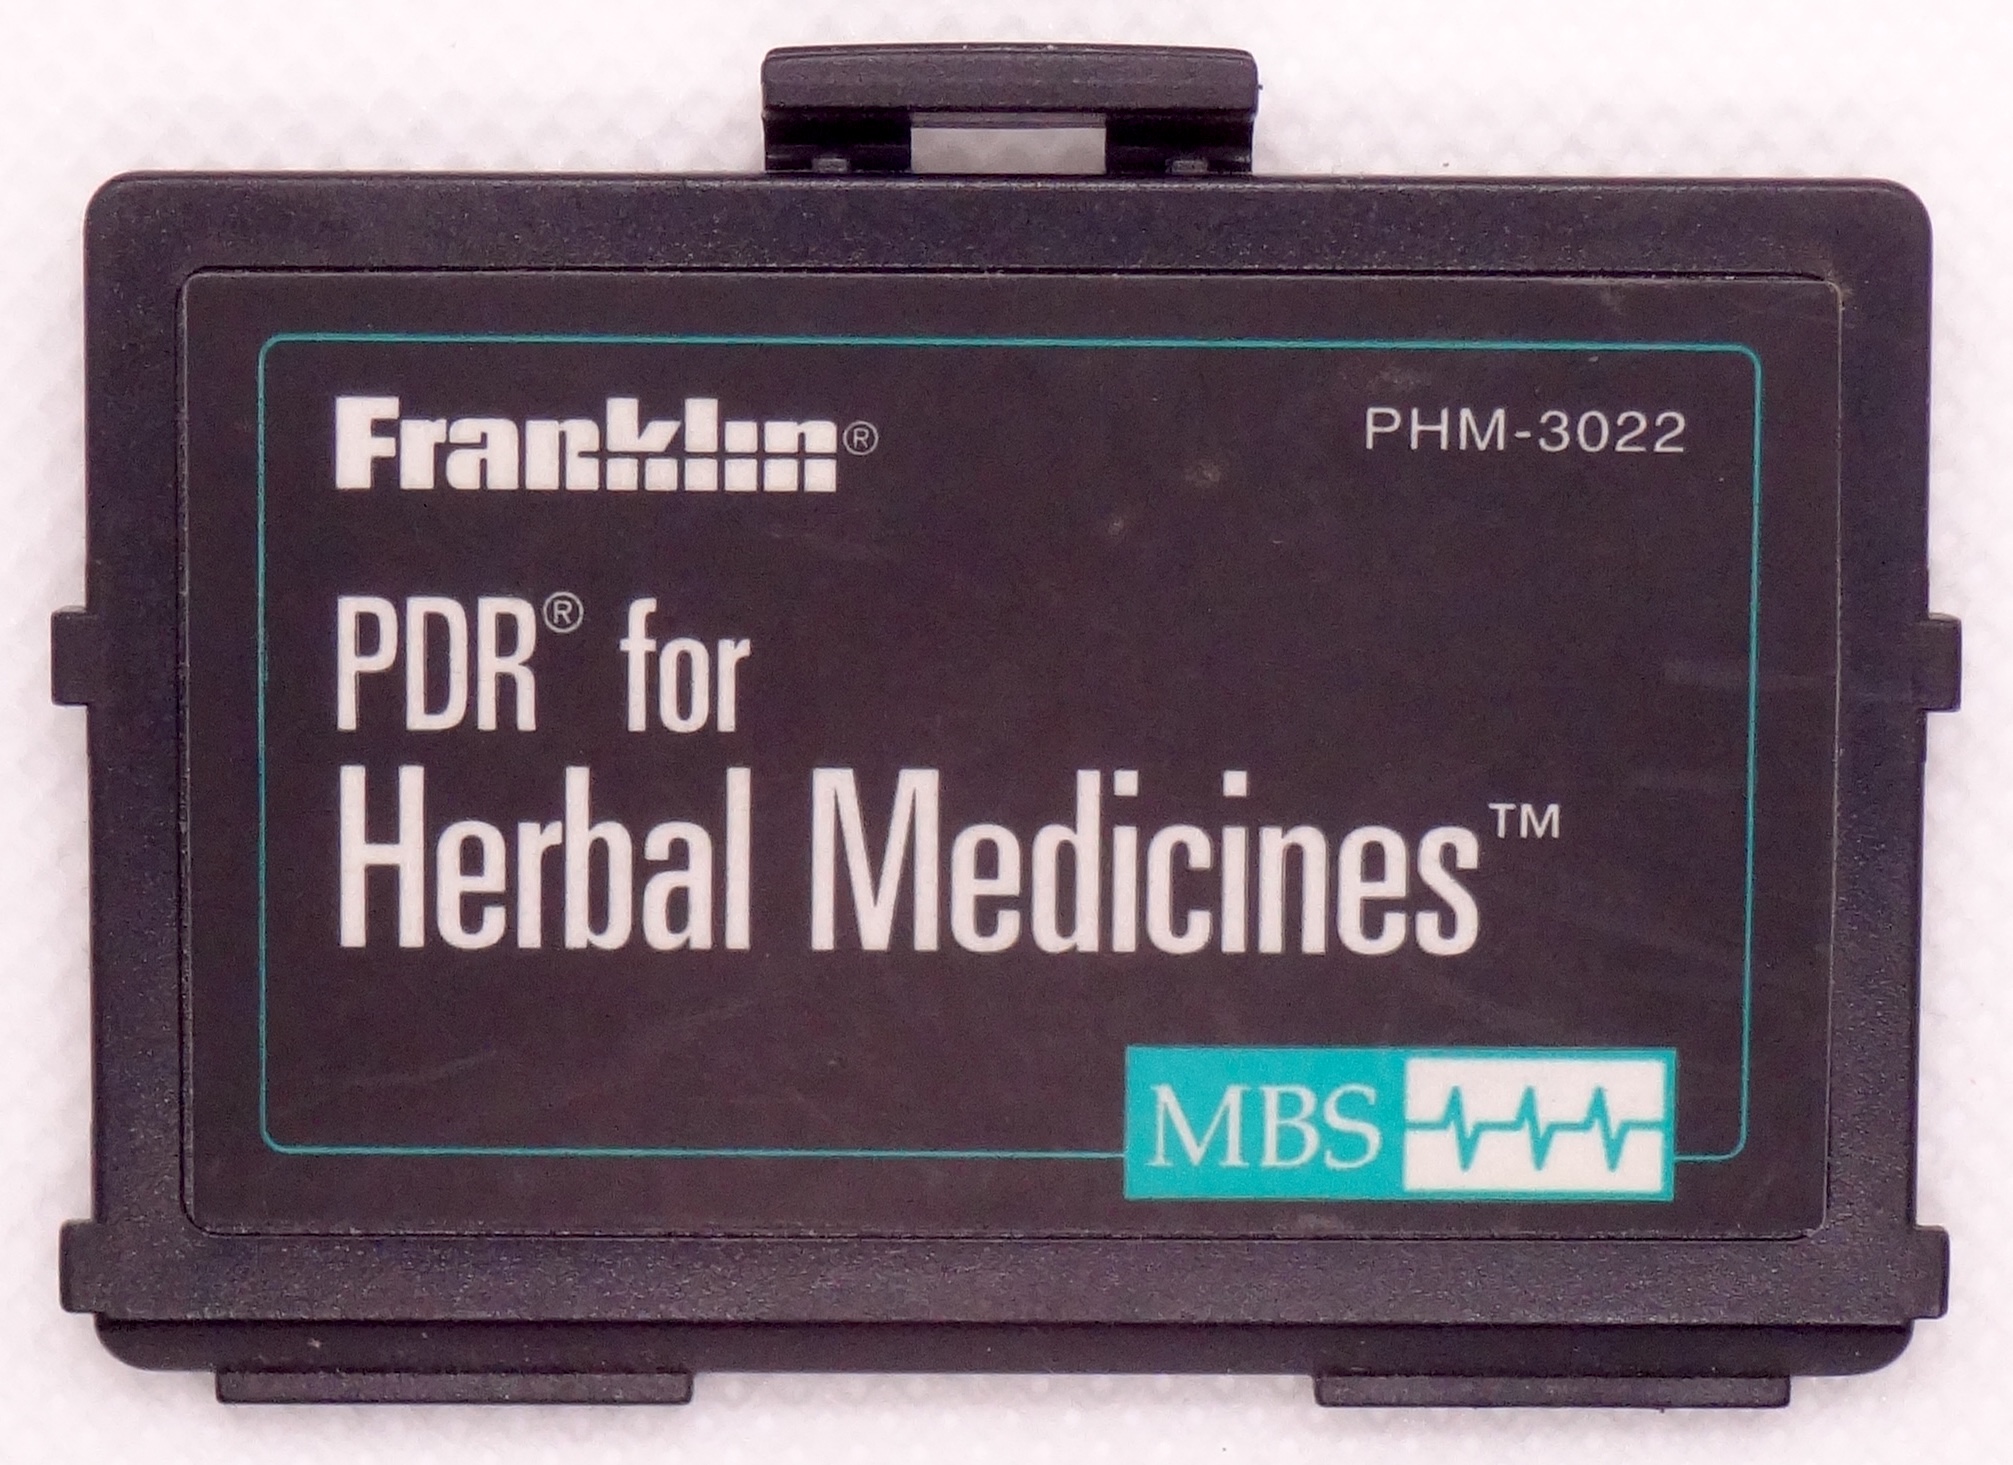 Franklin®
PHM-3022
PDR® for
Herbal Medicines™
MBS